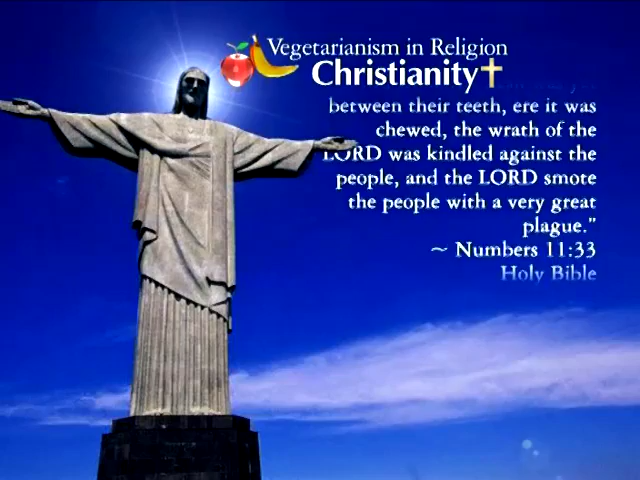 Vegetarianism in Religion
Christianity
between their teeth, ere it was
chewed, the wrath of the
LORD was kindled against the
people, and the LORD smote
the people with a very great
plague."
~ Numbers 11:33
Holy Bible